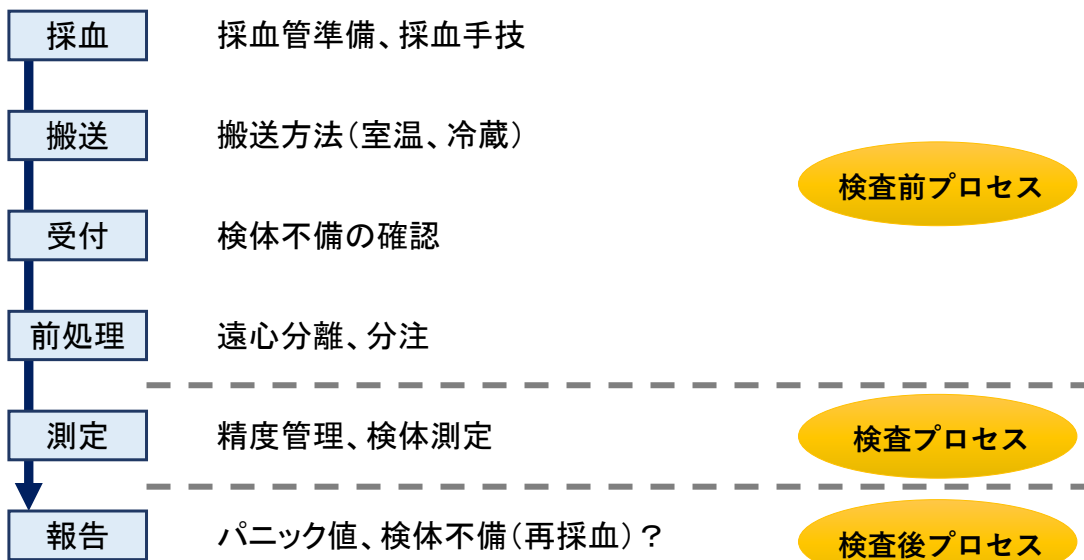 採血 採血管準備、採血手技
搬送 搬送方法（室温、冷蔵）
検査前プロセス
受付 検体不備の確認
前処理 遠心分離、分注
測定 精度管理、検体測定 検査プロセス
報告 パニック値、検体不備（再採血）？ 検査後プロセス